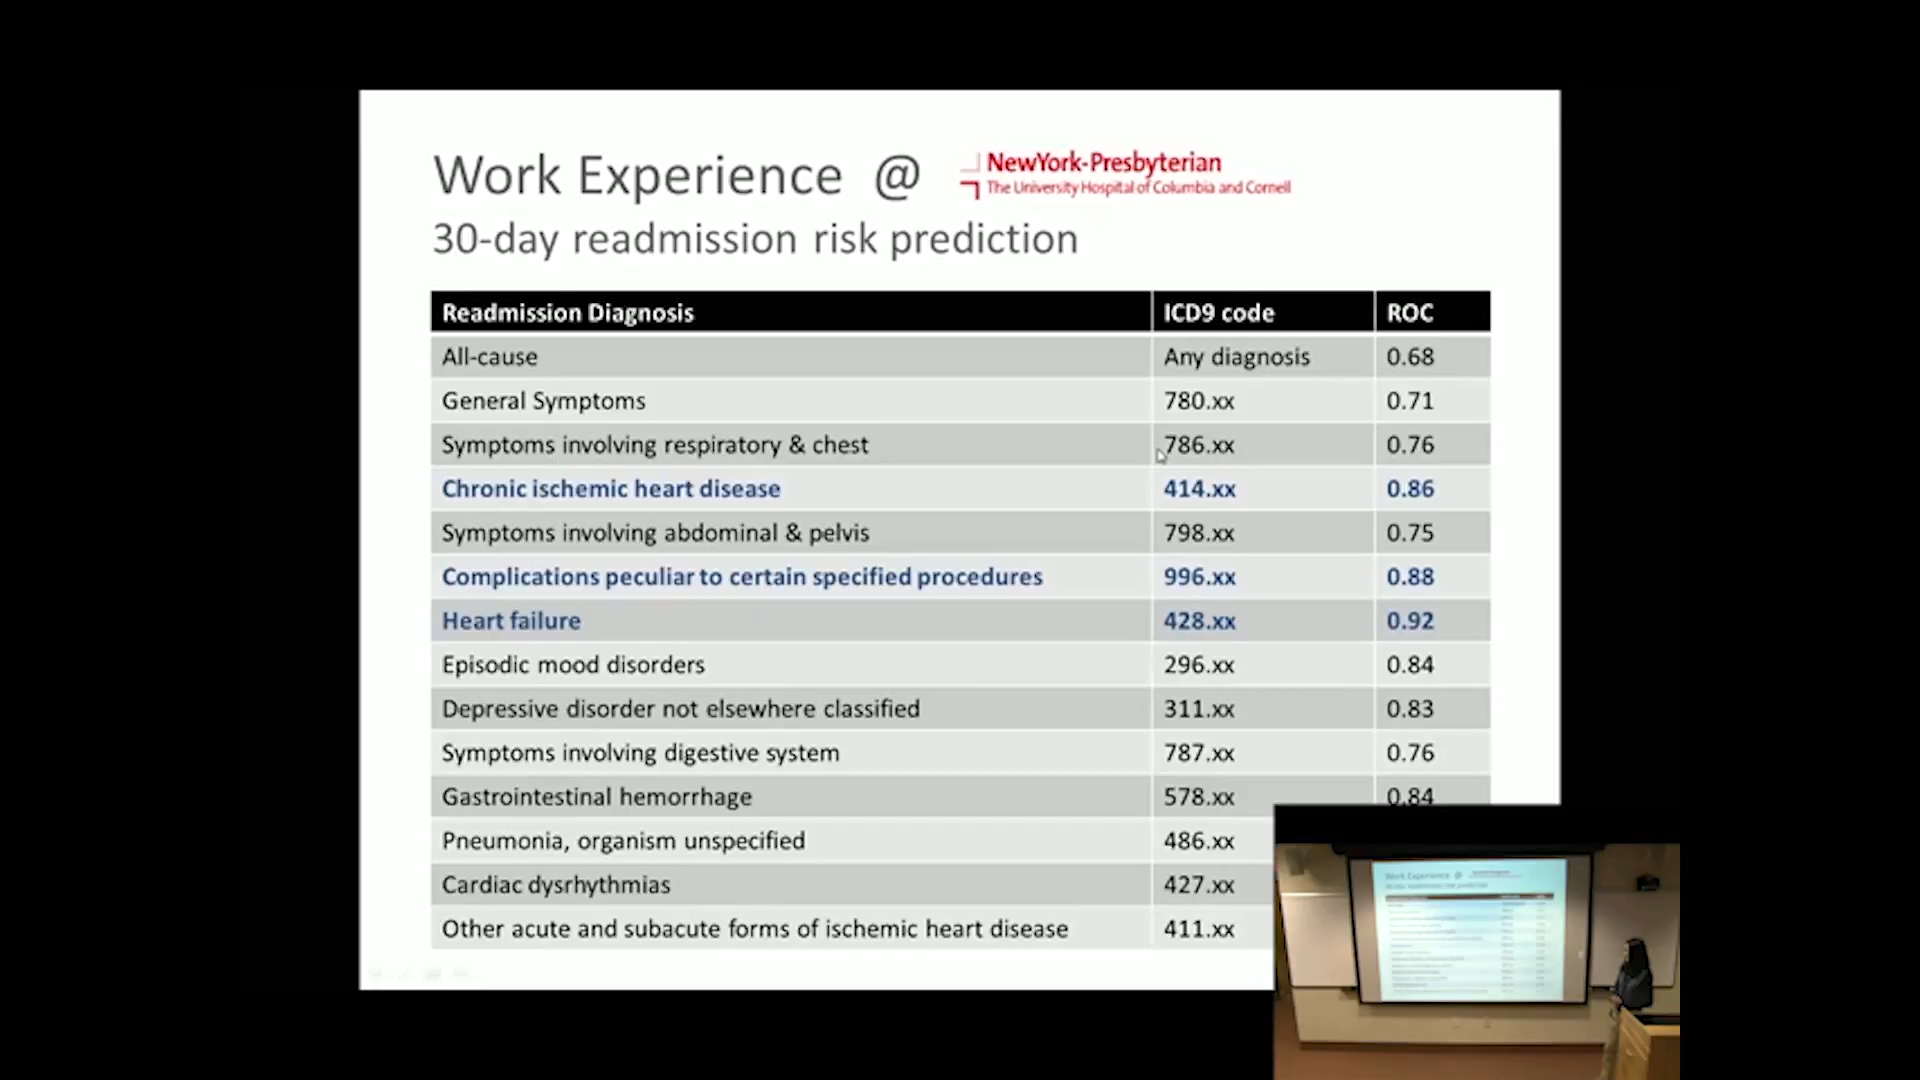 Work Experience @ NewYork-Presbyterian
The University Hospital of Columbia and Cornell
30-day readmission risk prediction
Readmission Diagnosis ICD9 code ROC
All-cause Any diagnosis 0.68
General Symptoms 780.xx 0.71
Symptoms involving respiratory & chest 786.xx 0.76
Chronic ischemic heart disease 414.xx 0.86
Symptoms involving abdominal & pelvis 798.xx 0.75
Complications peculiar to certain specified procedures 996.xx 0.88
Heart failure 428.xx 0.92
Episodic mood disorders 296.xx 0.84
Depressive disorder not elsewhere classified 311.xx 0.83
Symptoms involving digestive system 787.xx 0.76
Gastrointestinal hemorrhage 578.xx 0.84
Pneumonia, organism unspecified 486.xx
Cardiac dysrhythmias 427.xx
Other acute and subacute forms of ischemic heart disease 411.xx
Work Experience @